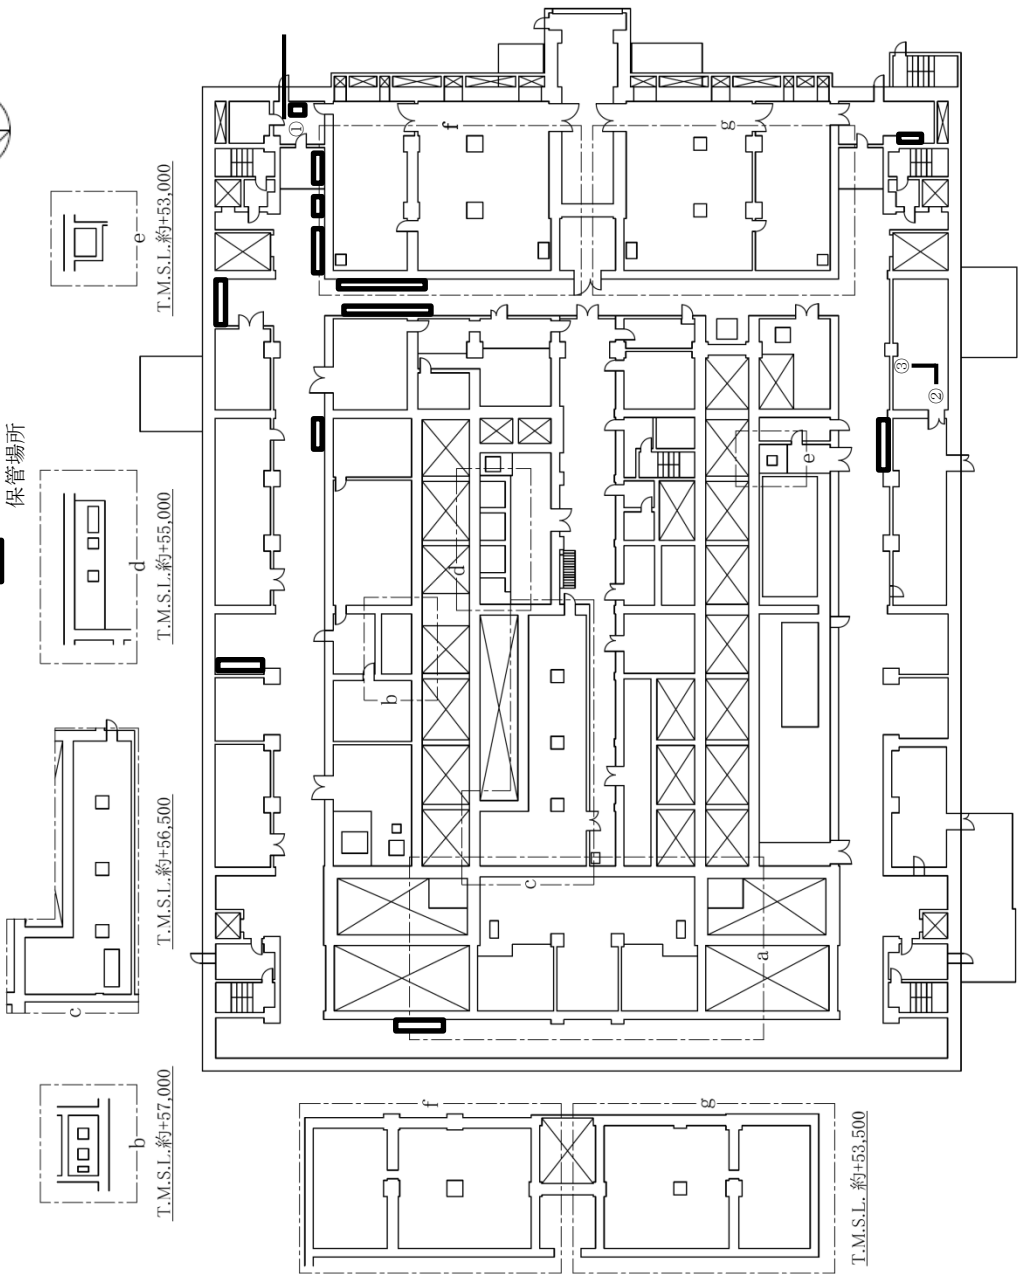 保管場所
e
T.M.S.L.約+53,000
d
T.M.S.L.約+55,000
c
T.M.S.L.約+56,500
b
T.M.S.L.約+57,000
f
g
T.M.S.L. 約+53,500
①
f
g
③
②
e
d
b
c
a